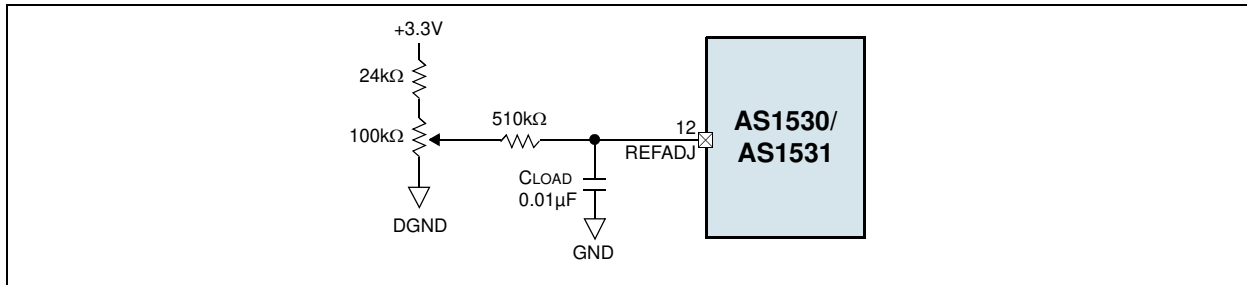 +3.3V
24kΩ
100kΩ
510kΩ
12
REFADJ
AS1530/
AS1531
CLOAD
0.01µF
DGND
GND